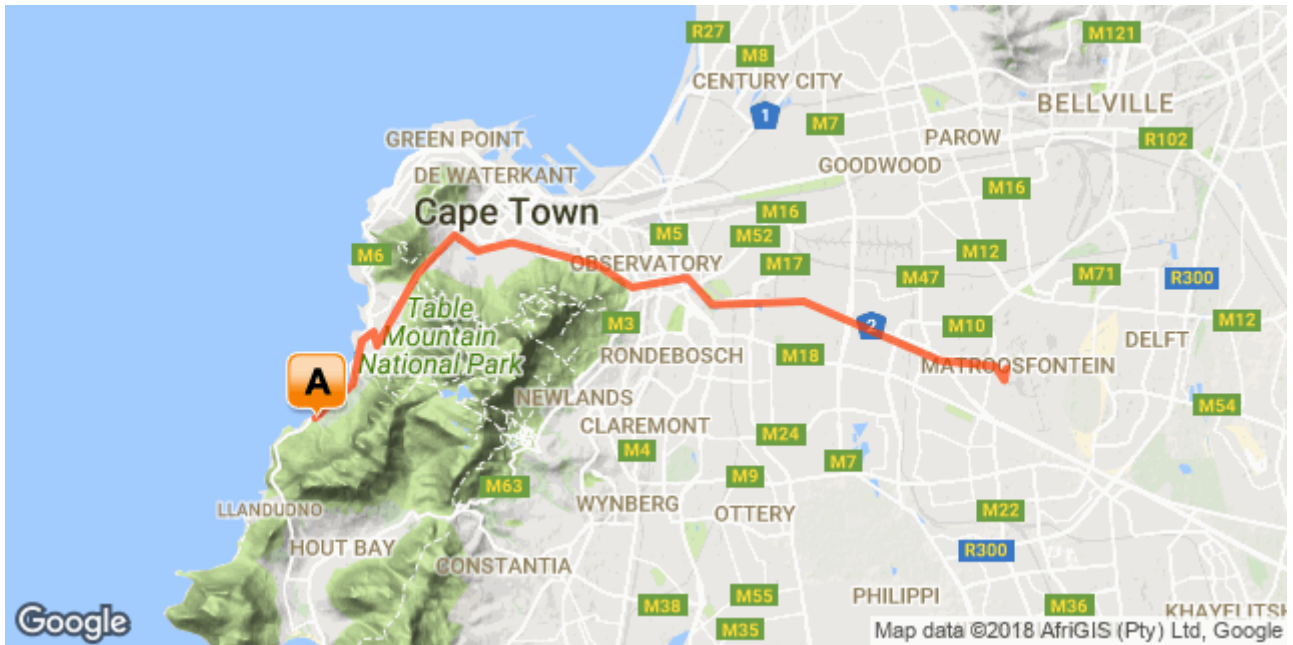 R27
M121
M8
CENTURY CITY
BELLVILLE
1
M7
GREEN POINT
PAROW
R102
GOODWOOD
DE WATERKANT
M16
Cape Town
M16
M5
M52
M6
M12
OBSERVATORY
M17
M47
M71
R300
Table
Mountain
National Park
M3
2
M10
M12
RONDEBOSCH
M18
DELFT
MATROOSFONTEIN
A
NEWLANDS
M54
CLAREMONT
M24
M4
M7
M9
M63
LLANDUDNO
WYNBERG
OTTERY
M22
HOUT BAY
R300
CONSTANTIA
PHILIPPI
M38
M55
M36
KHAYELITSH
M35
Google
Map data ©2018 AfriGIS (Pty) Ltd, Google